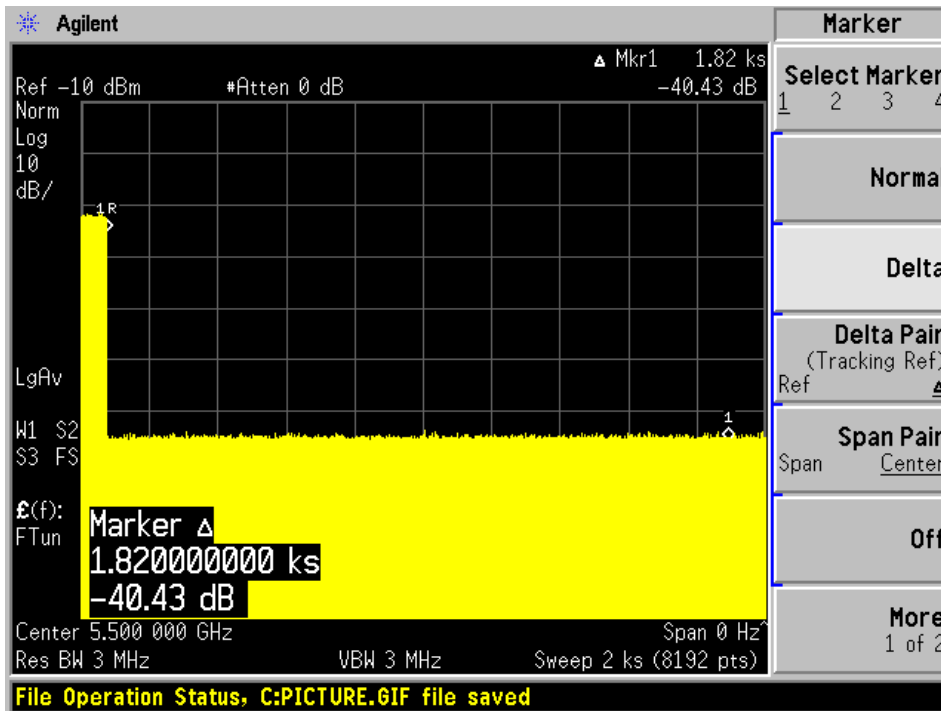 Agilent
Marker
Δ Mkr1 1.82 ks
Ref -10 dBm #Atten 0 dB -40.43 dB
Norm
Log
10
dB/
1R
LgAv
1
W1 S2
S3 FS
£(f):
FTun
Marker Δ
1.820000000 ks
-40.43 dB
Center 5.500 000 GHz Span 0 Hz^
Res BW 3 MHz VBW 3 MHz Sweep 2 ks (8192 pts)
File Operation Status, C:PICTURE.GIF file saved
Select Marker
1 2 3 4
Norma
Delta
Delta Pair
(Tracking Ref)
Ref Δ
Span Pair
Span Center
Off
More
1 of 2